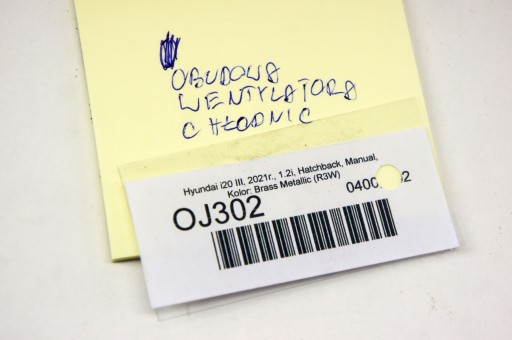 OBUDOWA
WENTYLATORA
CHŁODNIC
Hyundai i20 III, 2021r., 1.2i, Hatchback, Manual,
Kolor: Brass Metallic (R3W)
OJ302